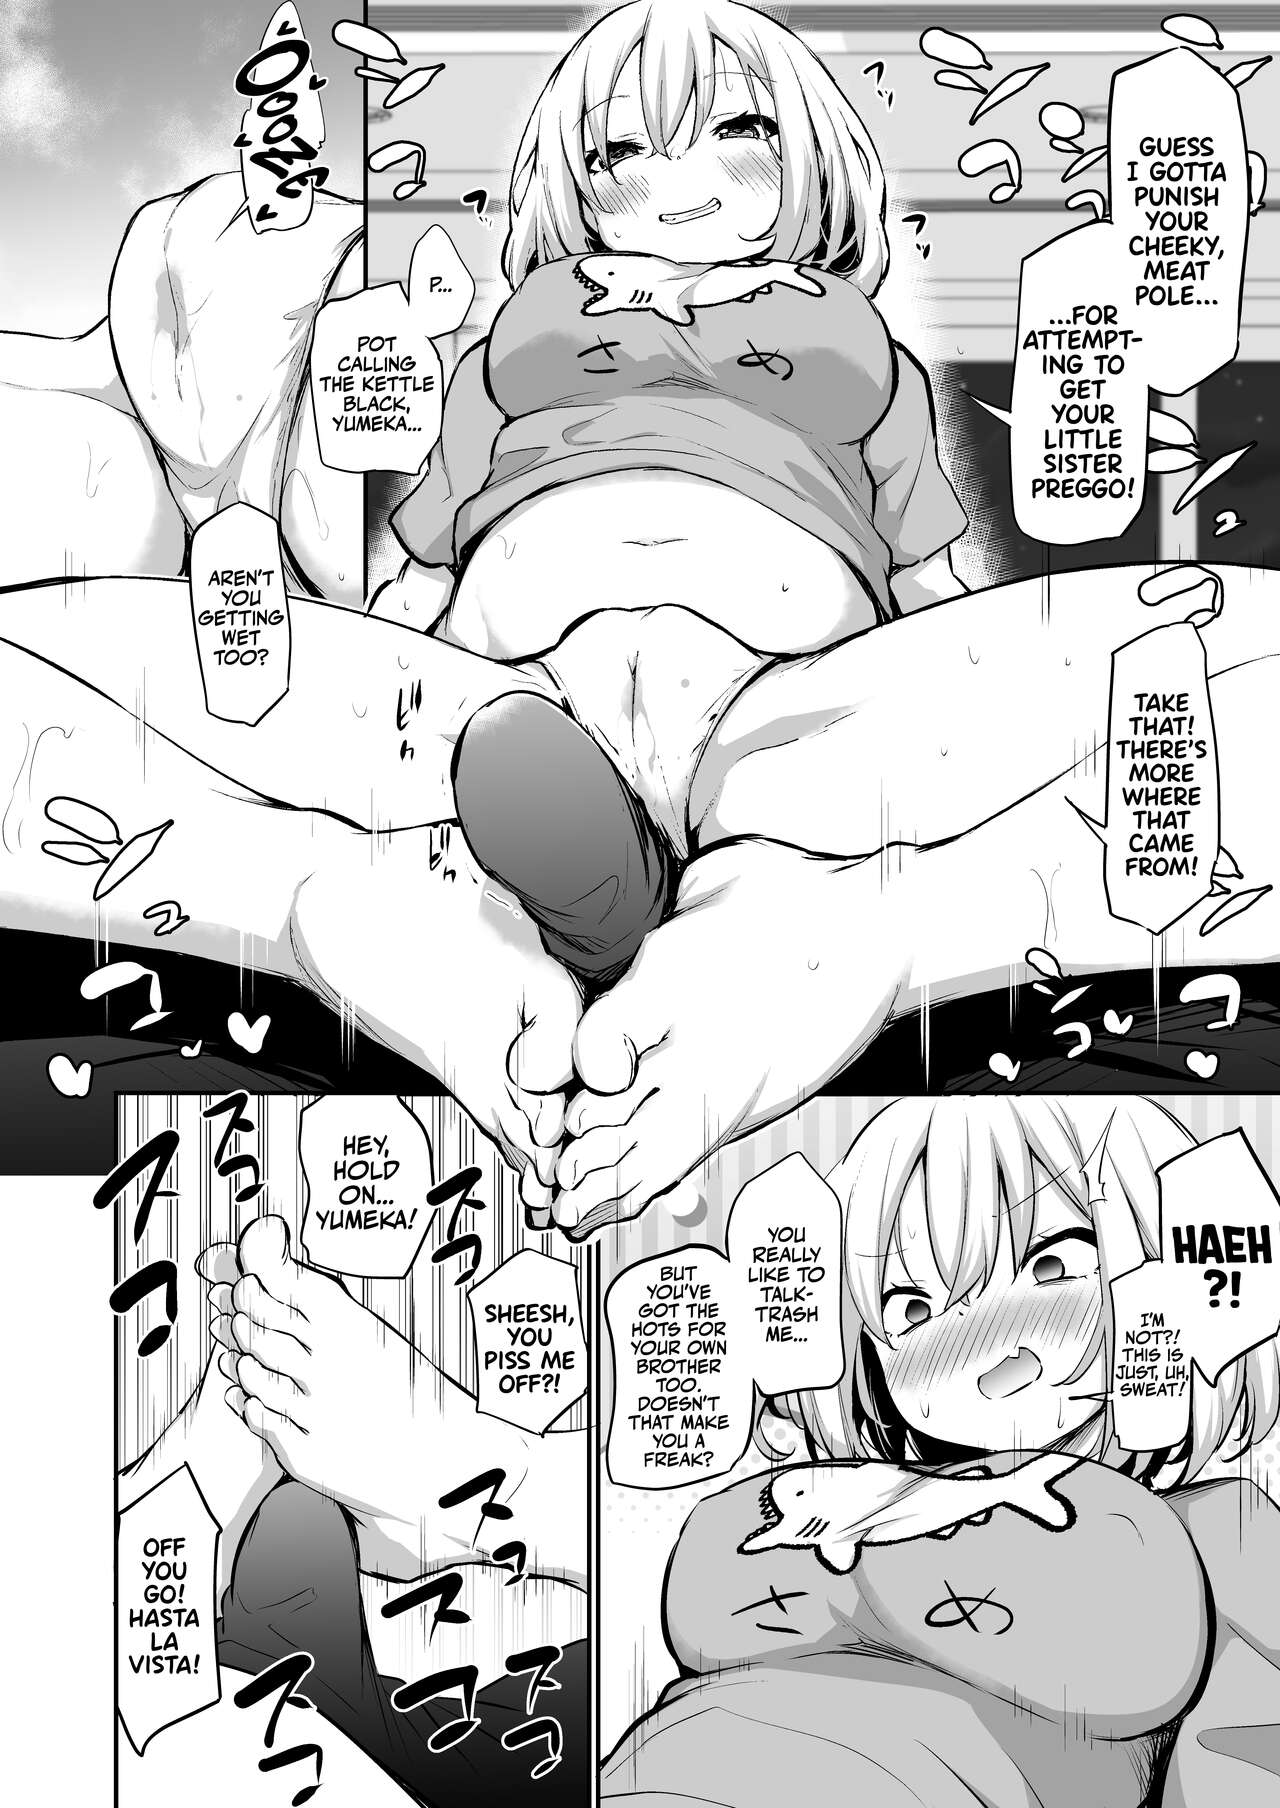 GUESS
I GOTTA
PUNISH
YOUR
CHEEKY,
MEAT
POLE...
...FOR
ATTEMPT-
ING TO
GET
YOUR
LITTLE
SISTER
PREGGO!
P...
POT
CALLING
THE KETTLE
BLACK,
YUMEKA...
OOOZE
AREN'T
YOU
GETTING
WET
TOO?
TAKE
THAT!
THERE'S
MORE
WHERE
THAT
CAME
FROM!
さ め
HAEH
?!
I'M
NOT?!
THIS IS
JUST, UH,
SWEAT!
YOU
REALLY
LIKE TO
TALK-
TRASH
ME...
BUT
YOU'VE
GOT THE
HOTS FOR
YOUR OWN
BROTHER
TOO.
DOESN'T
THAT MAKE
YOU A
FREAK?
さ め
HEY,
HOLD
ON...
YUMEKA!
SHEESH,
YOU
PISS ME
OFF?!
OFF
YOU
GO!
HASTA
LA
VISTA!